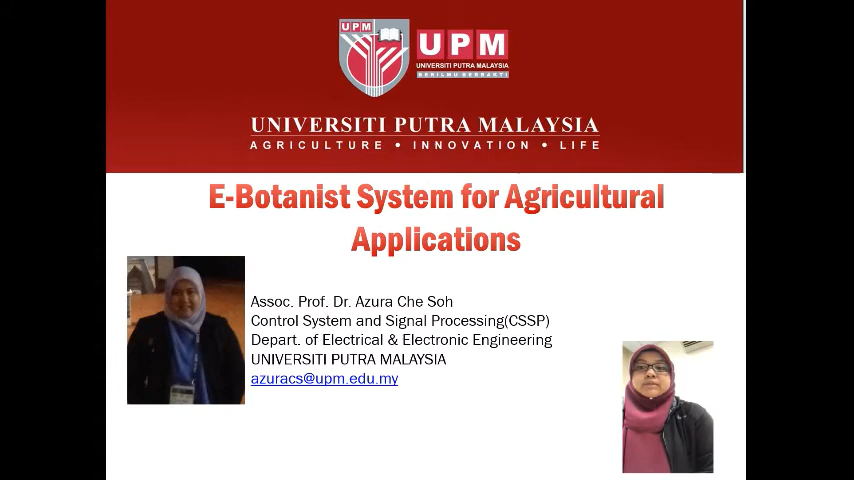 UPM
UPM
UNIVERSITI PUTRA MALAYSIA
BERILMU BERBAKTI
UNIVERSITI PUTRA MALAYSIA
AGRICULTURE • INNOVATION • LIFE
E-Botanist System for Agricultural
Applications
Assoc. Prof. Dr. Azura Che Soh
Control System and Signal Processing(CSSP)
Depart. of Electrical & Electronic Engineering
UNIVERSITI PUTRA MALAYSIA
azuracs@upm.edu.my